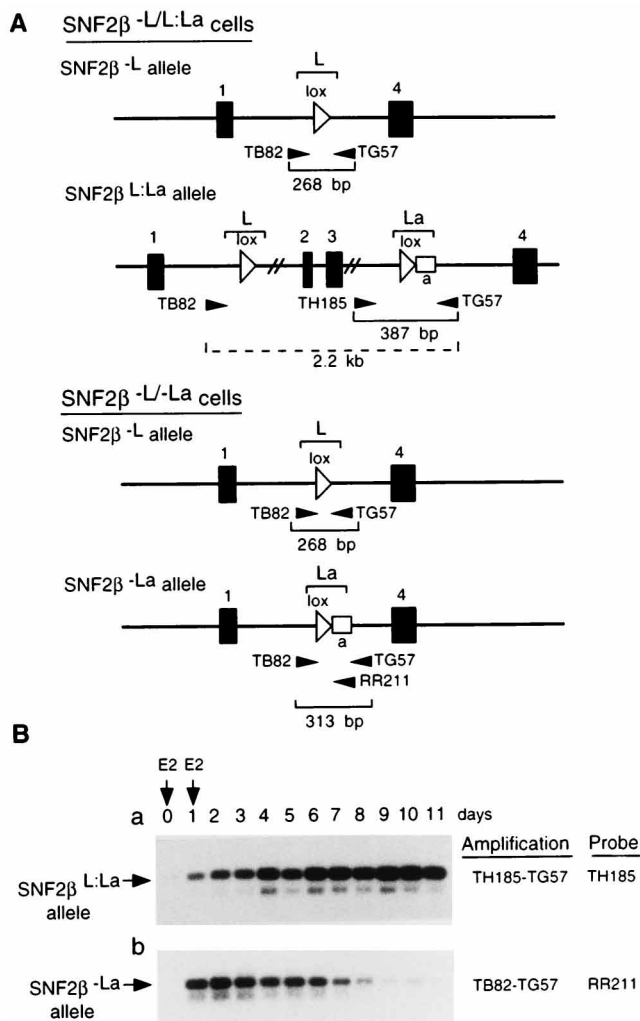 A
SNF2β -L/L:La cells
SNF2β -L allele
L
1 lox 4
TB82 TG57
268 bp
SNF2β L:La allele
L La
1 lox 2 3 lox 4
a
TB82 TH185 TG57
387 bp
2.2 kb
SNF2β -L/-La cells
SNF2β -L allele
L
1 lox 4
TB82 TG57
268 bp
SNF2β -La allele
La
1 lox 4
a
TB82 TG57
RR211
313 bp
B
E2 E2
a 0 1 2 3 4 5 6 7 8 9 10 11 days
Amplification Probe
SNF2β L:La allele TH185-TG57 TH185
b
SNF2β -La allele TB82-TG57 RR211